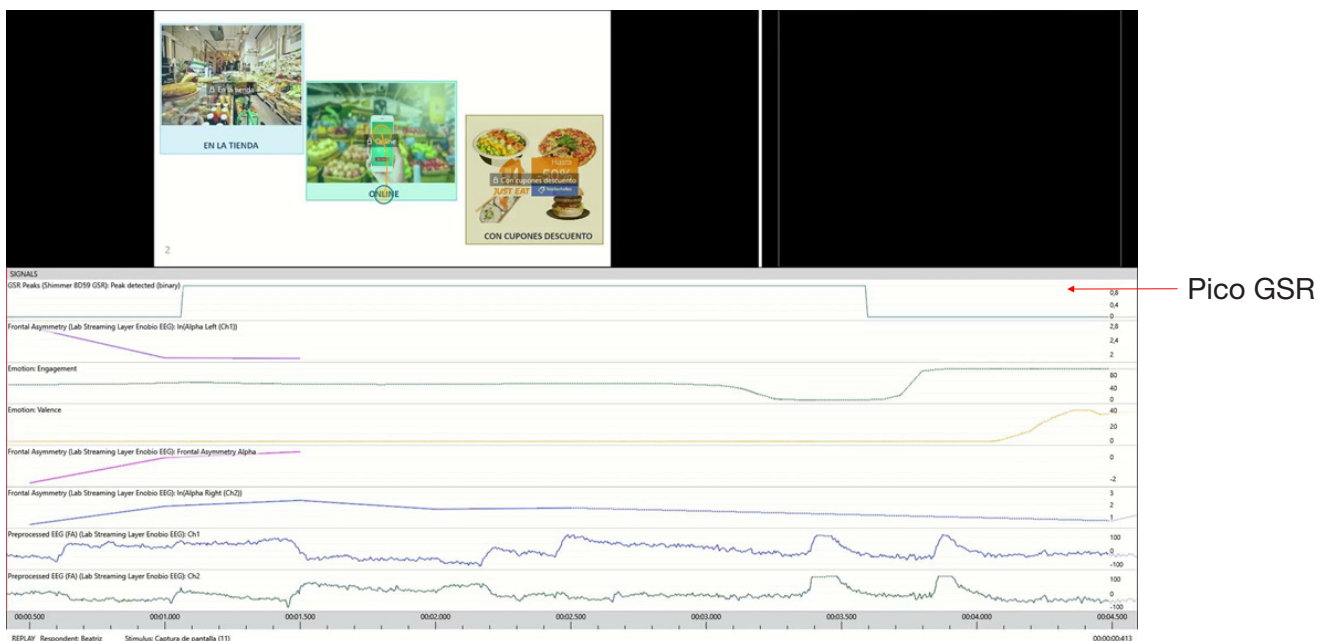 En la tienda
EN LA TIENDA
Online
ONLINE
Hasta
50%
Con cupones descuento
JUST EAT
CON CUPONES DESCUENTO
2
SIGNALS
GSR Peaks (Shimmer 8D59 GSR): Peak detected (binary)
0,8
0,4
0
Pico GSR
Frontal Asymmetry (Lab Streaming Layer Enobio EEG): ln(Alpha Left (Ch1))
2,8
2,4
2
Emotion: Engagement
80
40
0
Emotion: Valence
40
20
0
Frontal Asymmetry (Lab Streaming Layer Enobio EEG): Frontal Asymmetry Alpha
0
-2
Frontal Asymmetry (Lab Streaming Layer Enobio EEG): ln(Alpha Right (Ch2))
3
2
1
Preprocessed EEG (FA) (Lab Streaming Layer Enobio EEG): Ch1
100
0
-100
Preprocessed EEG (FA) (Lab Streaming Layer Enobio EEG): Ch2
100
0
-100
00:00.500 00:01.000 00:01.500 00:02.000 00:02.500 00:03.000 00:03.500 00:04.000 00:04.500
REPLAY Respondent: Beatriz Stimulus: Captura de pantalla (11) 00:00:00:413